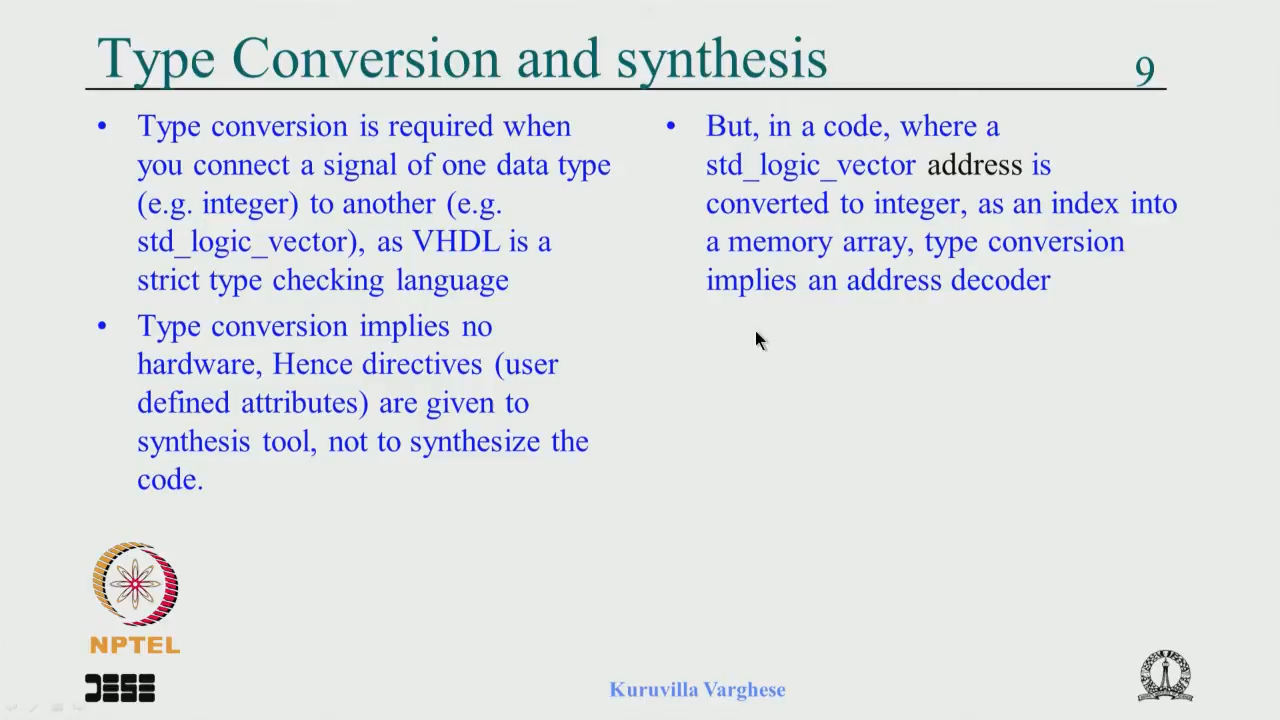 Type Conversion and synthesis
9
• Type conversion is required when
you connect a signal of one data type
(e.g. integer) to another (e.g.
std_logic_vector), as VHDL is a
strict type checking language
• Type conversion implies no
hardware, Hence directives (user
defined attributes) are given to
synthesis tool, not to synthesize the
code.
• But, in a code, where a
std_logic_vector address is
converted to integer, as an index into
a memory array, type conversion
implies an address decoder
NPTEL
DESE
Kuruvilla Varghese